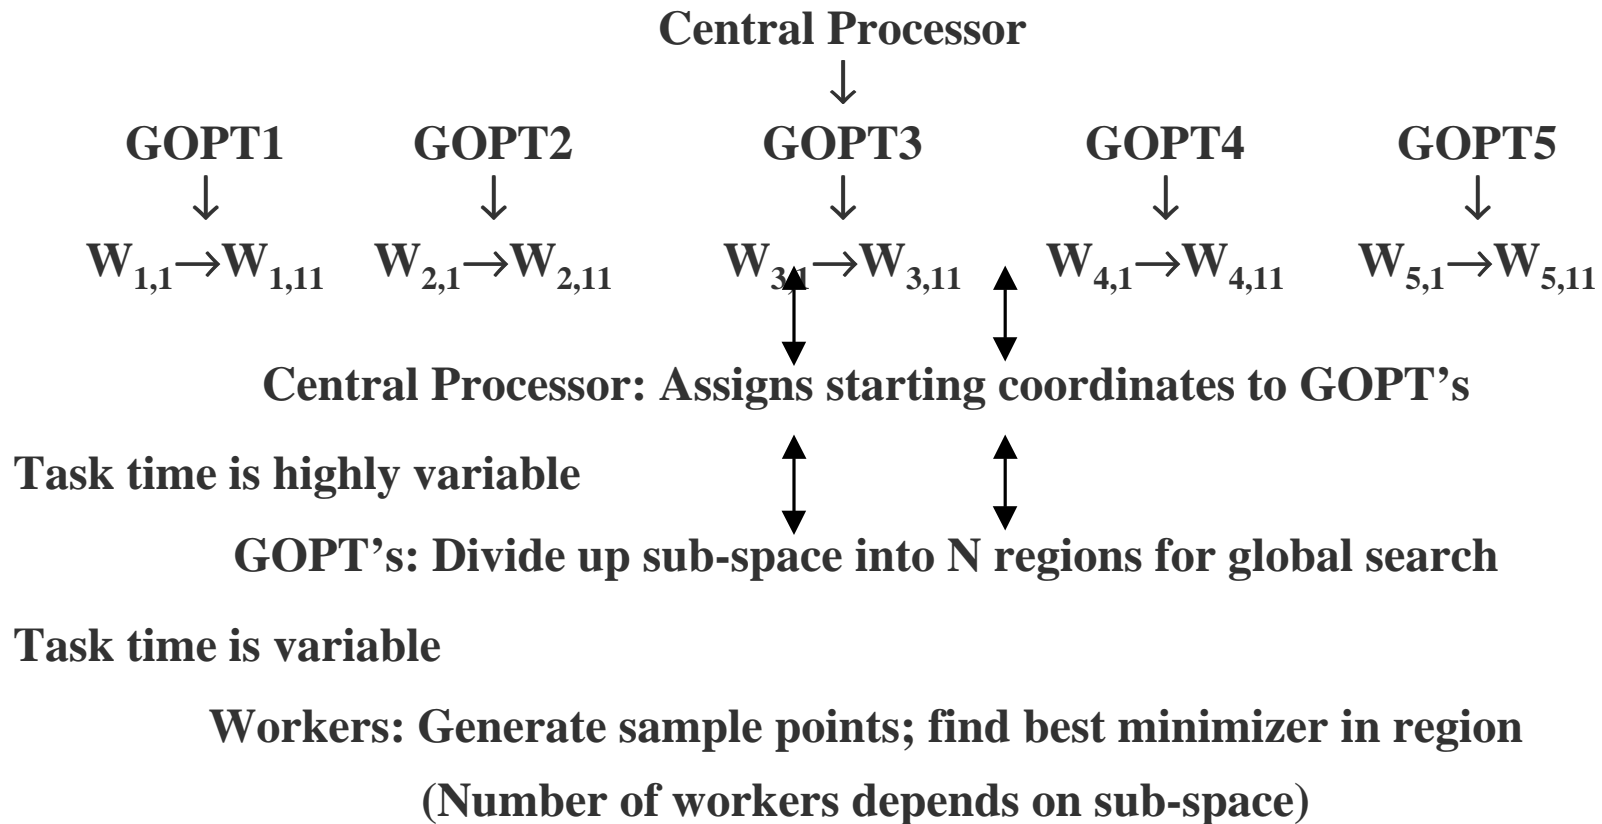 Central Processor
↓
GOPT1 GOPT2 GOPT3 GOPT4 GOPT5
↓ ↓ ↓ ↓ ↓
W1,1→W1,11 W2,1→W2,11 W3,1→W3,11 W4,1→W4,11 W5,1→W5,11
Central Processor: Assigns starting coordinates to GOPT’s
Task time is highly variable
GOPT’s: Divide up sub-space into N regions for global search
Task time is variable
Workers: Generate sample points; find best minimizer in region
(Number of workers depends on sub-space)